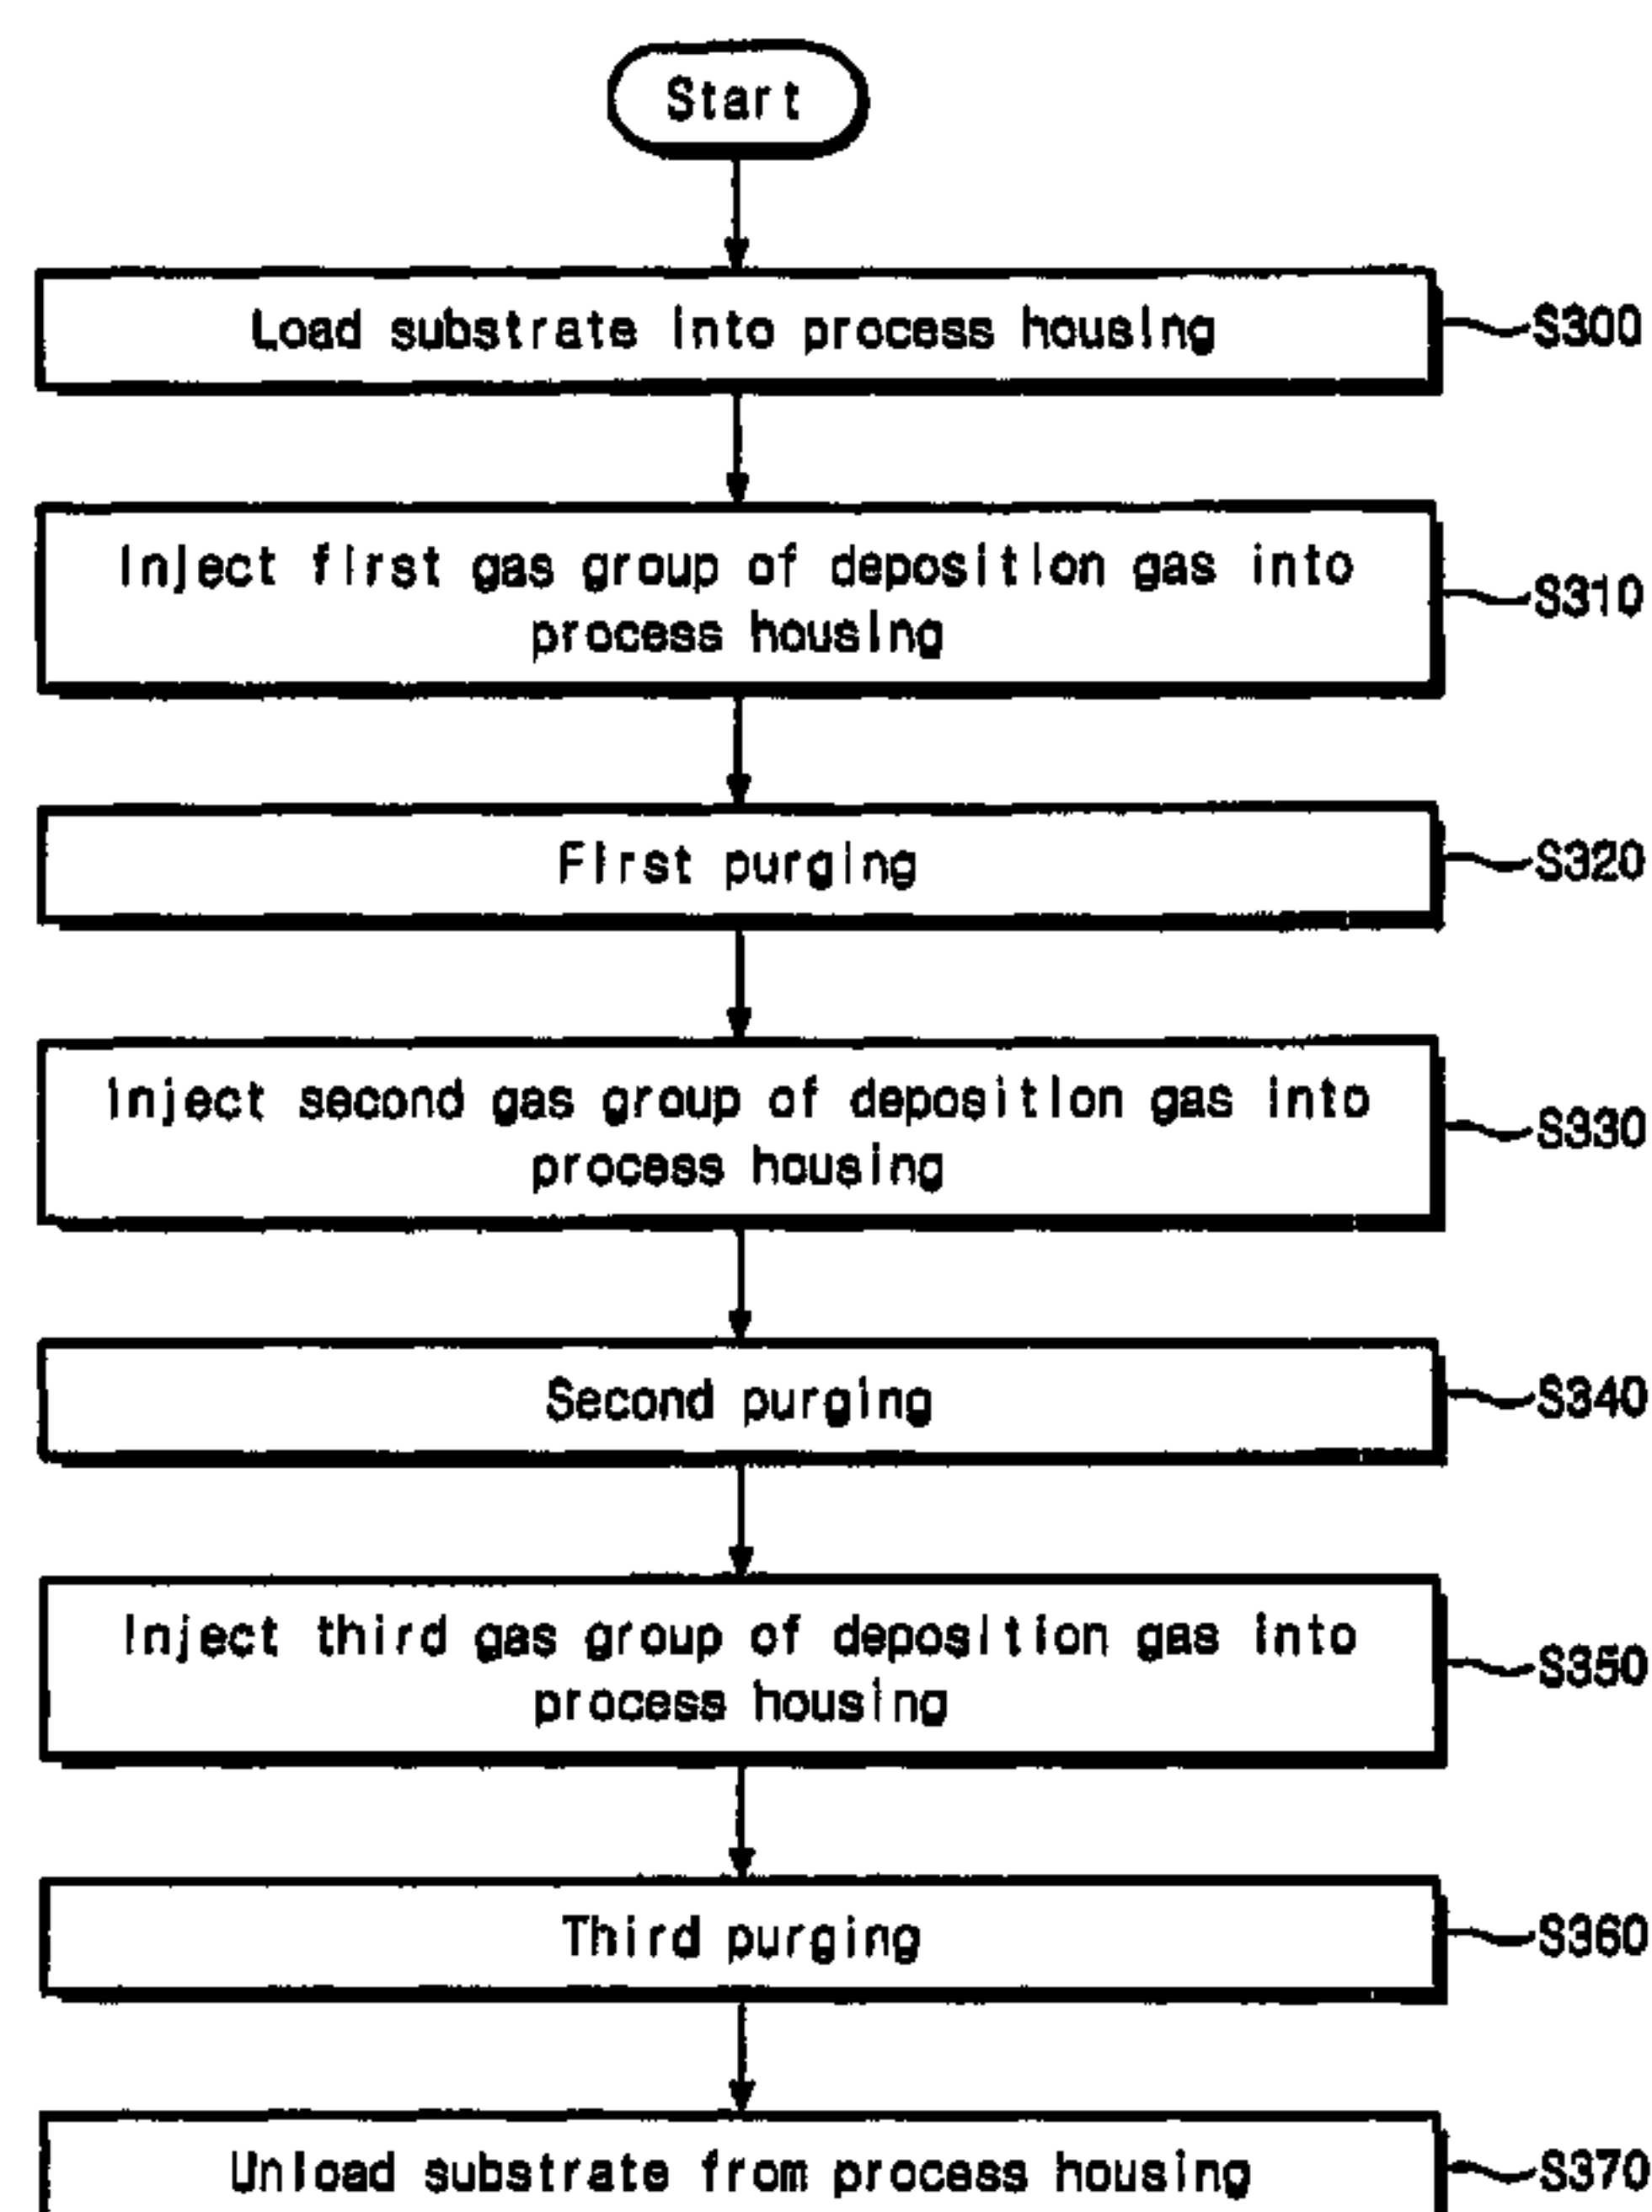 Start
Load substrate into process housing
S300
Inject first gas group of deposition gas into
process housing
S310
First purging
S320
Inject second gas group of deposition gas into
process housing
S330
Second purging
S340
Inject third gas group of deposition gas into
process housing
S350
Third purging
S360
Unload substrate from process housing
S370